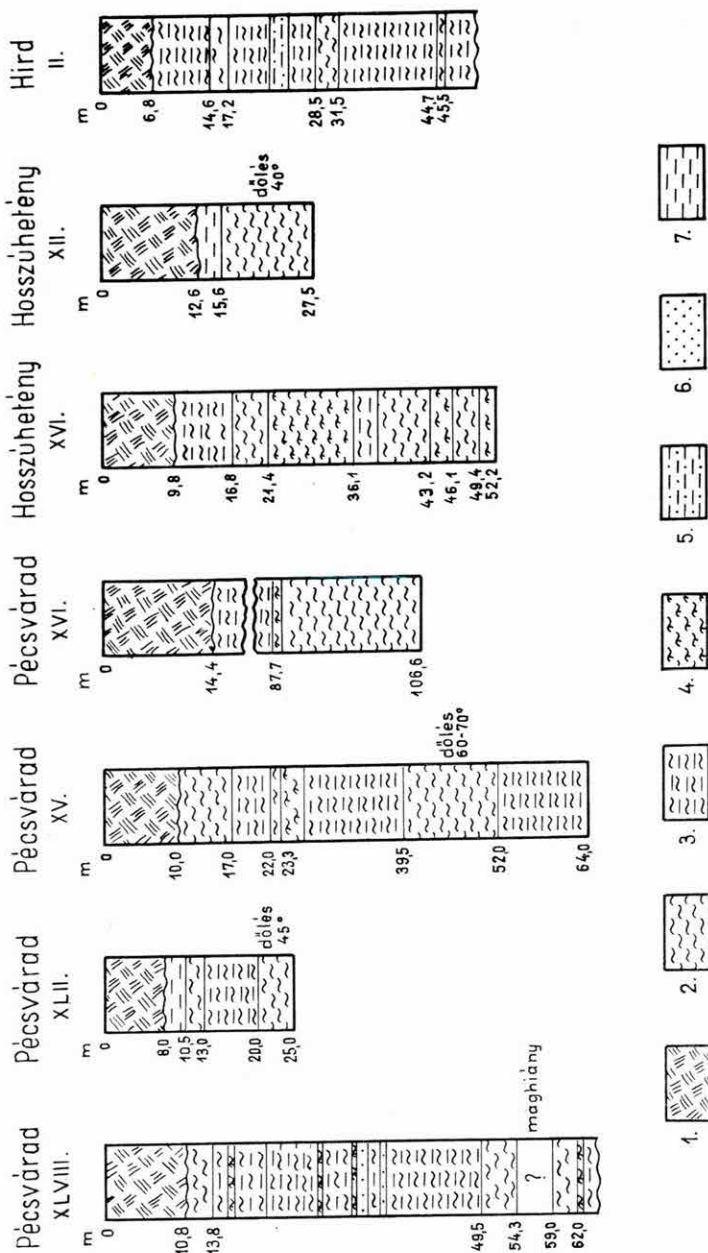 Pécsvárad
XLVIII.
m
0
10,8
13,8
49,5
54,3
59,0
62,0
maghiány
?
Pécsvárad
XLII.
m
0
8,0
10,5
13,0
20,0
25,0
dőlés
45°
Pécsvárad
XV.
m
0
10,0
17,0
22,0
23,3
39,5
52,0
64,0
dőlés
60-70°
Pécsvárad
XVI.
m
0
14,4
87,7
106,6
Hosszúhetény
XVI.
m
0
9,8
16,8
21,4
36,1
43,2
46,1
49,4
52,2
Hosszúhetény
XII.
m
0
12,6
15,6
27,5
dőlés
40°
Hird
II.
m
0
6,8
14,6
17,2
28,5
31,5
44,7
45,5
1.
2.
3.
4.
5.
6.
7.